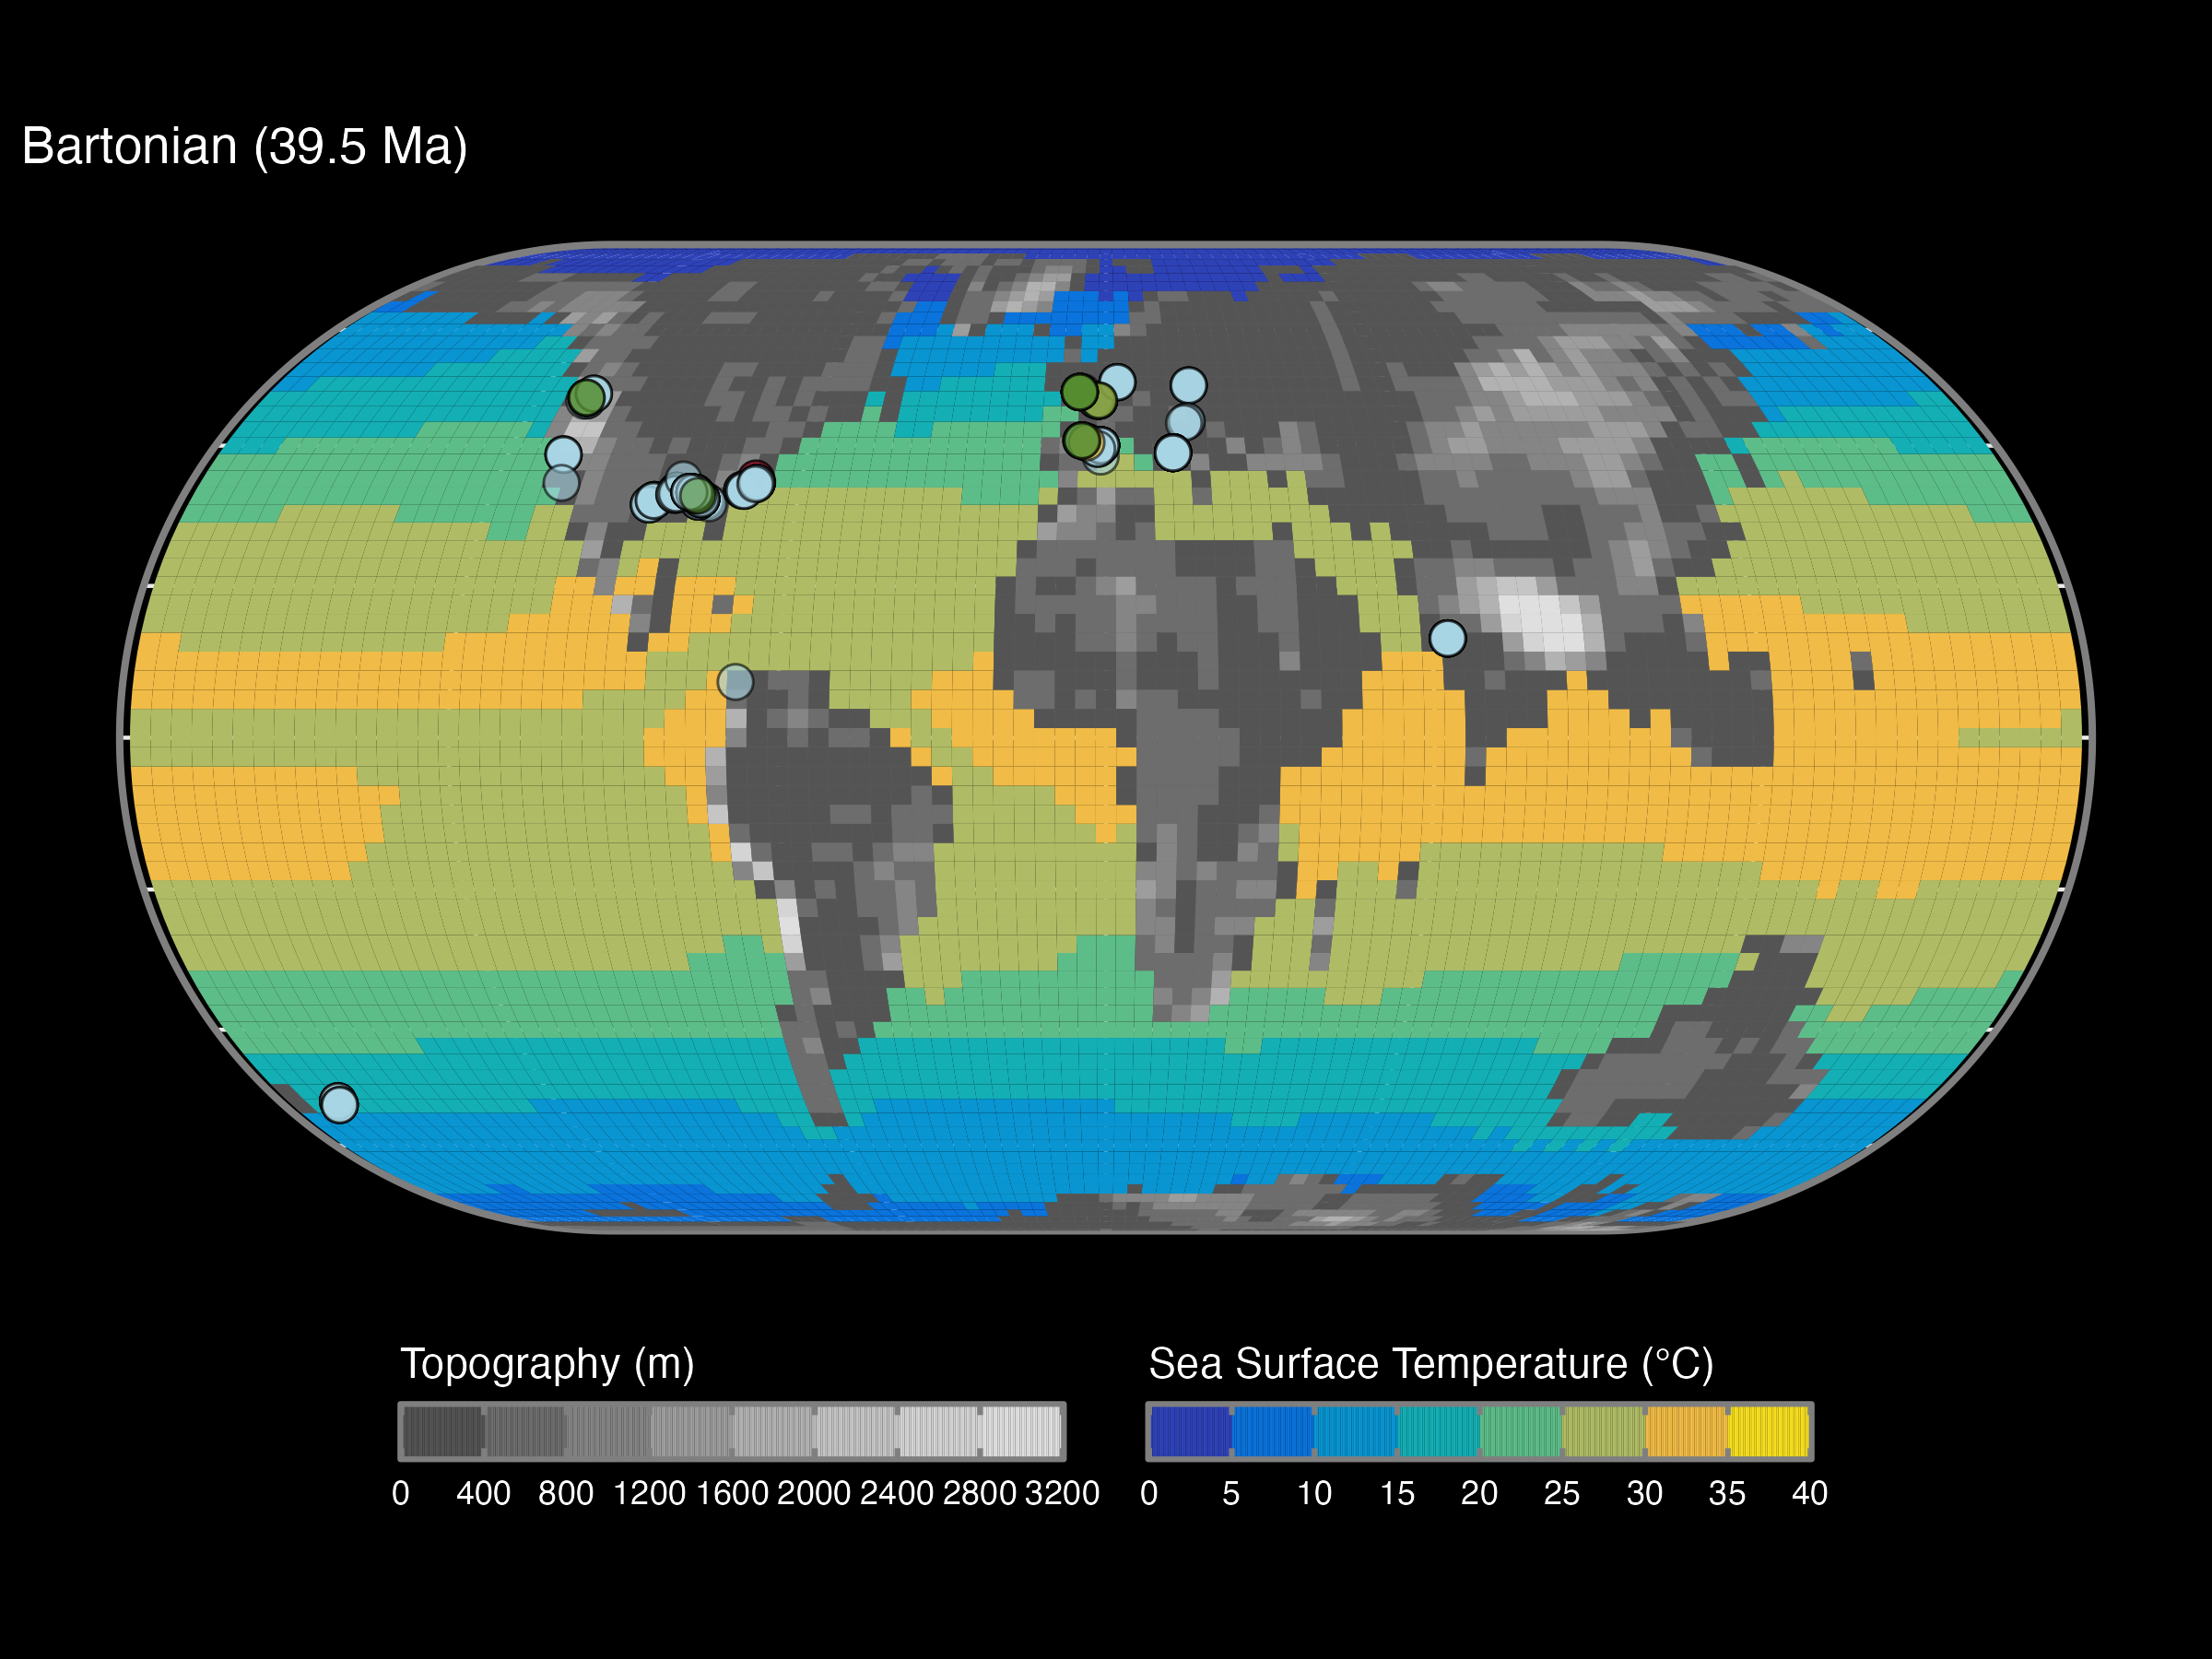 Bartonian (39.5 Ma)
Topography (m)
0 400 800 1200 1600 2000 2400 2800 3200
Sea Surface Temperature (°C)
0 5 10 15 20 25 30 35 40